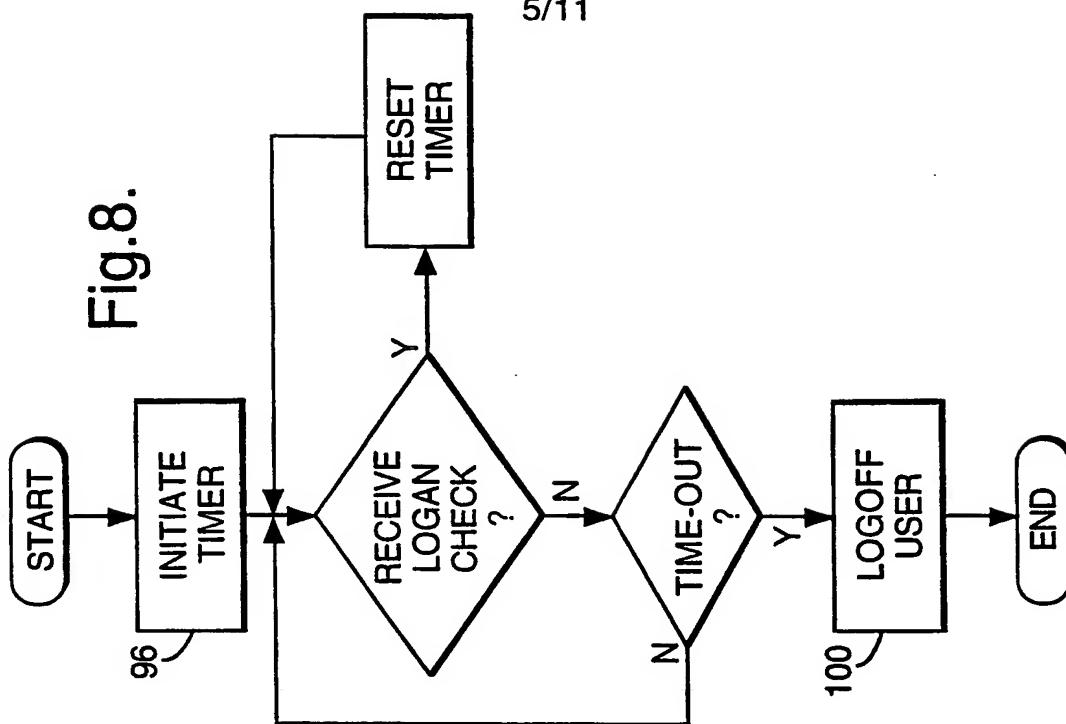 5/11
Fig.8.
START
INITIATE
TIMER
96
RESET
TIMER
RECEIVE
LOGAN
CHECK
?
Y
N
TIME-OUT
?
N
Y
LOGOFF
USER
100
END